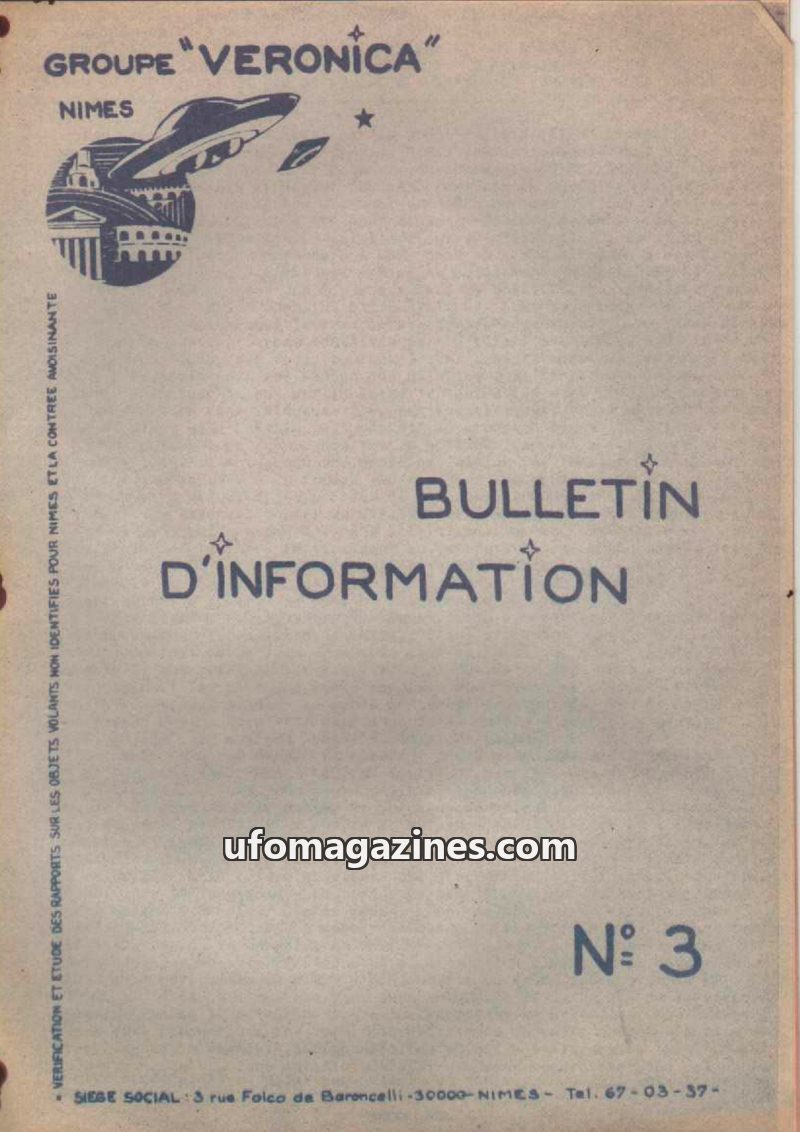 GROUPE "VERONICA"
NIMES
VERIFICATION ET ETUDE DES RAPPORTS SUR LES OBJETS VOLANTS NON IDENTIFIES POUR NIMES ET LA CONTREE AVOISINANTE
BULLETIN
D'INFORMATION
ufomagazines.com
Nº 3
* SIEGE SOCIAL : 3 rue Folco de Baroncelli - 30000 - NIMES - Tel. 67-03-37-